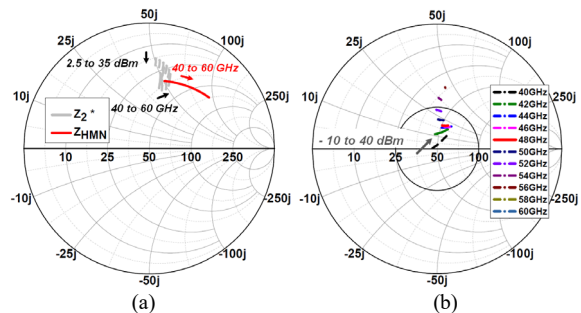 50j
25j
100j
2.5 to 35 dBm
40 to 60 GHz
10j
250j
Z2 *
ZHMN
40 to 60 GHz
10 25 50 100 250
-10j
-250j
-25j
-100j
-50j
(a)
50j
25j
100j
10j
- 10 to 40 dBm
10 25 50 100
40GHz
42GHz
44GHz
46GHz
48GHz
50GHz
52GHz
54GHz
56GHz
58GHz
60GHz
-10j
-250j
-25j
-100j
-50j
(b)